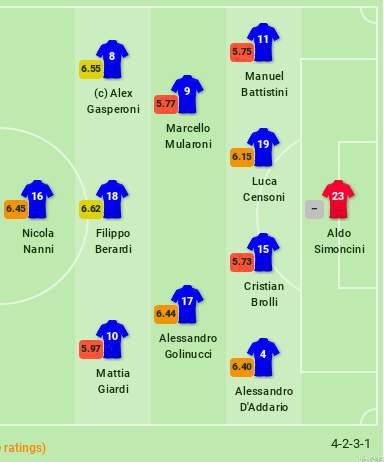 11
5.75
Manuel
Battistini
8
6.55
(c) Alex
Gasperoni
9
5.77
Marcello
Mularoni
19
6.15
Luca
Censoni
16
6.45
Nicola
Nanni
18
6.62
Filippo
Berardi
23
–
Aldo
Simoncini
15
5.73
Cristian
Brolli
17
6.44
Alessandro
Golinucci
10
5.97
Mattia
Giardi
4
6.40
Alessandro
D'Addario
ratings)
4-2-3-1